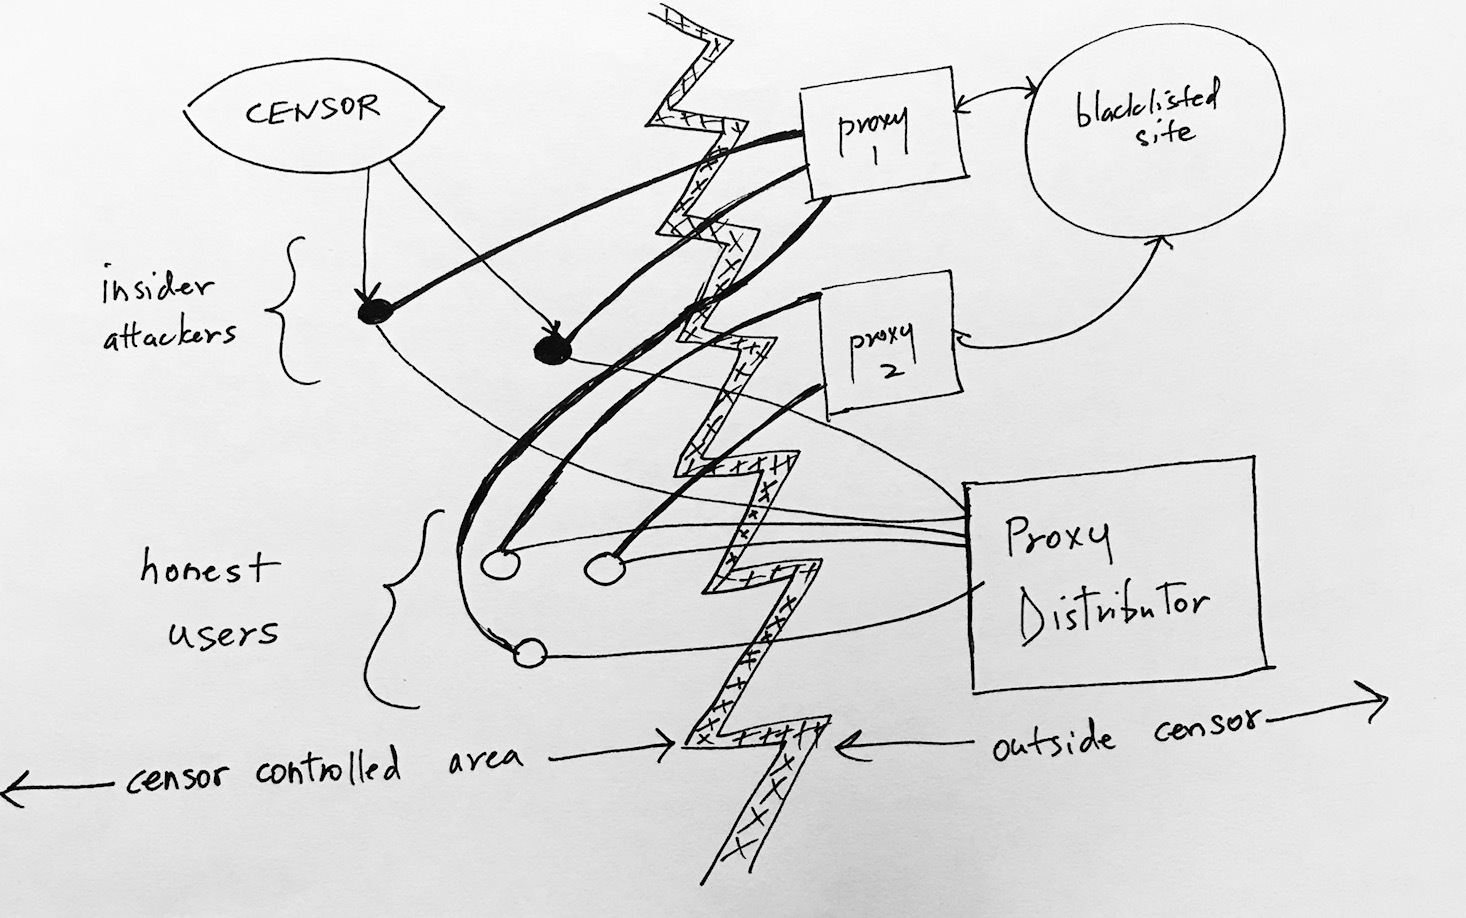 CENSOR
proxy
1
blacklisted
site
insider
attackers
proxy
2
honest
users
Proxy
Distributor
censor controlled area
outside censor